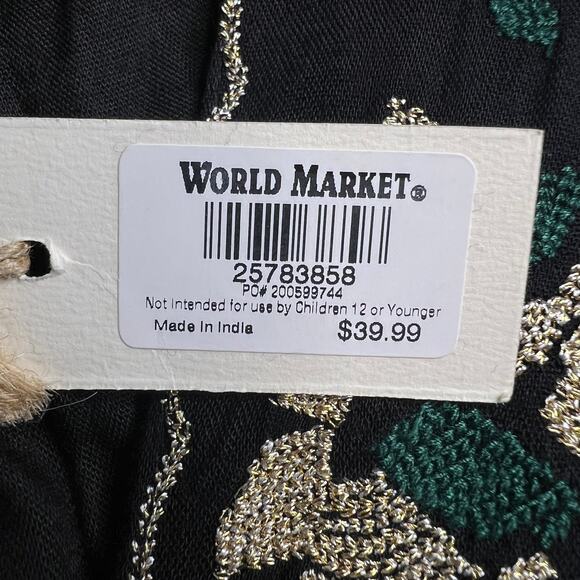 WORLD MARKET®
25783858
PO# 200599744
Not Intended for use by Children 12 or Younger
Made In India $39.99